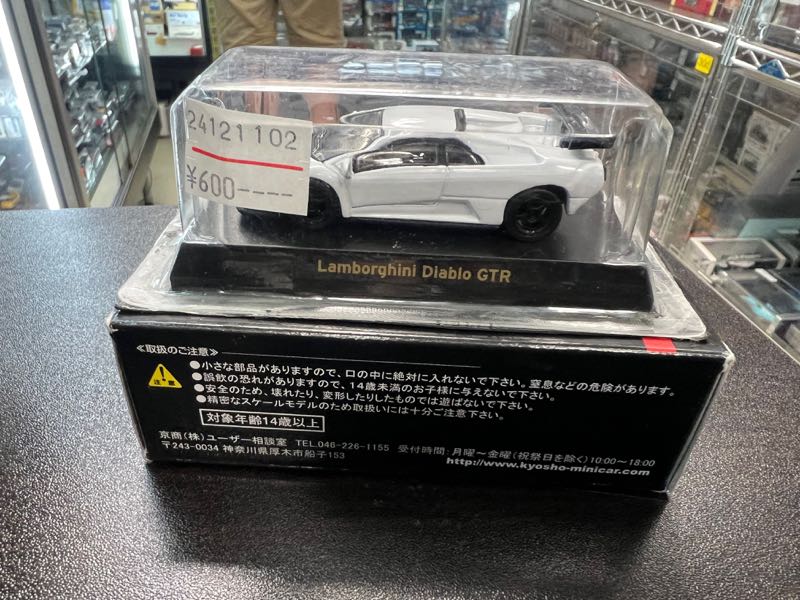 24121102
¥600----
Lamborghini Diablo GTR
≪取扱のご注意≫
注意
●小さな部品がありますので、口の中に絶対に入れないで下さい。窒息などの危険があります。
●誤飲の恐れがありますので、14歳未満のお子様に与えないで下さい。
●安全のため、壊れたり、変形したりしたものでは遊ばないで下さい。
●精密なスケールモデルのため取扱いには十分ご注意下さい。
対象年齢14歳以上
京商(株)ユーザー相談室 TEL.046-226-1155 受付時間:月曜~金曜(祝祭日を除く)10:00~18:00
〒243-0034 神奈川県厚木市船子153
http://www.kyosho-minicar.com